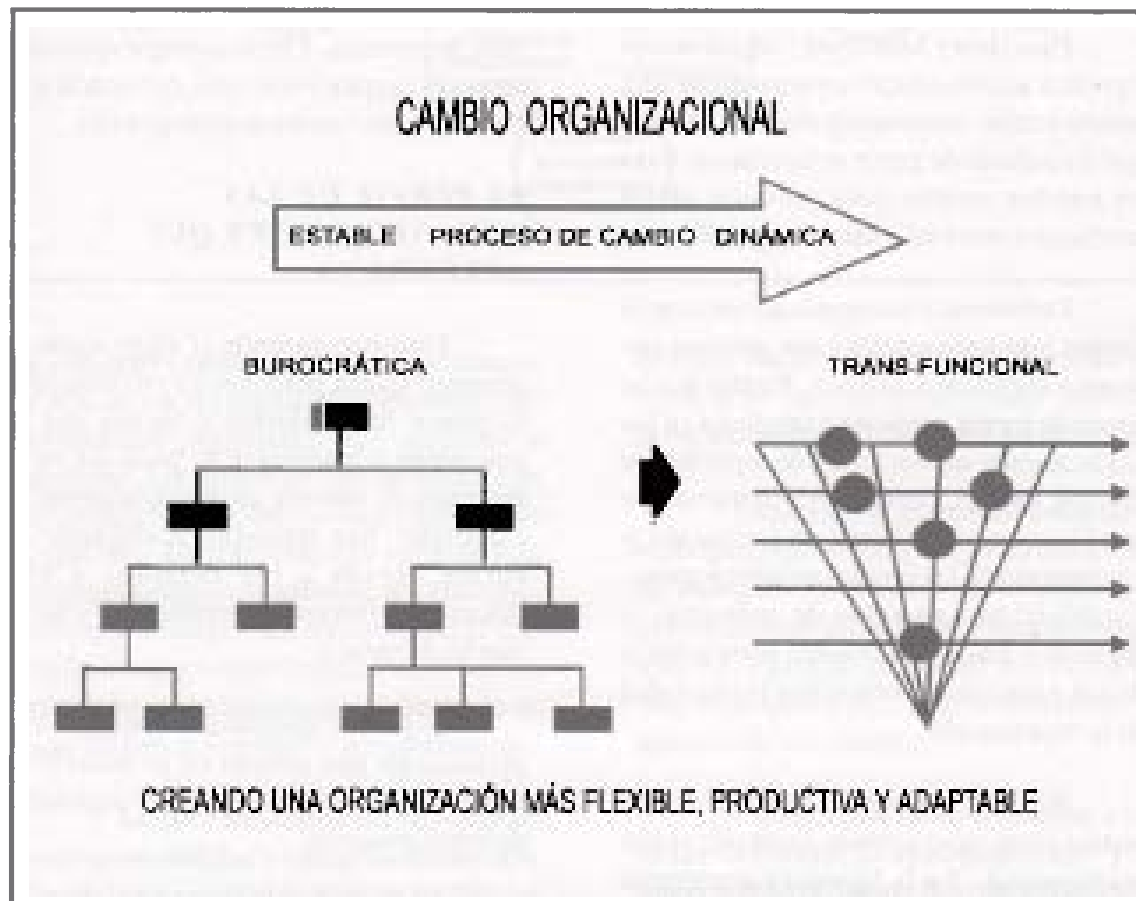 CAMBIO ORGANIZACIONAL
ESTABLE PROCESO DE CAMBIO DINÁMICA
BUROCRÁTICA
TRANS-FUNCIONAL
CREANDO UNA ORGANIZACIÓN MÁS FLEXIBLE, PRODUCTIVA Y ADAPTABLE